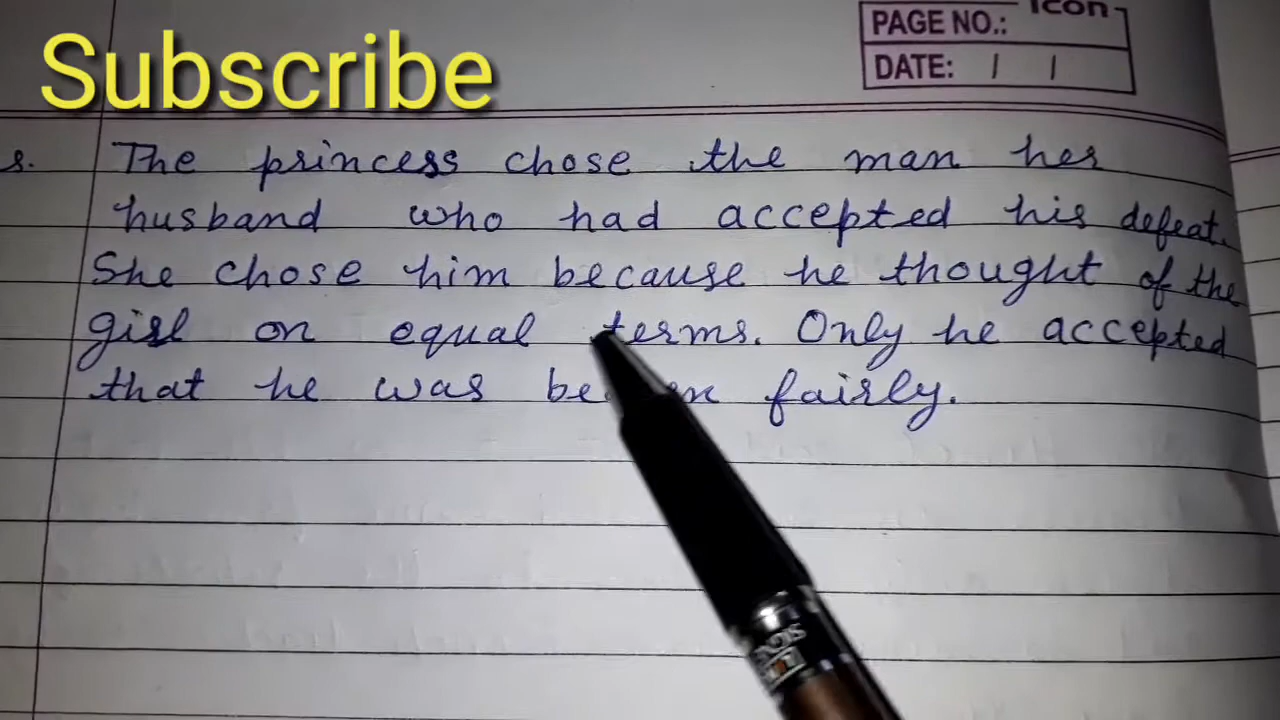 Subscribe
Icon
PAGE NO.:
DATE: / /
s. The princess chose the man her
husband who had accepted his defeat.
She chose him because he thought of the
girl on equal terms. Only he accepted
that he was fairly.